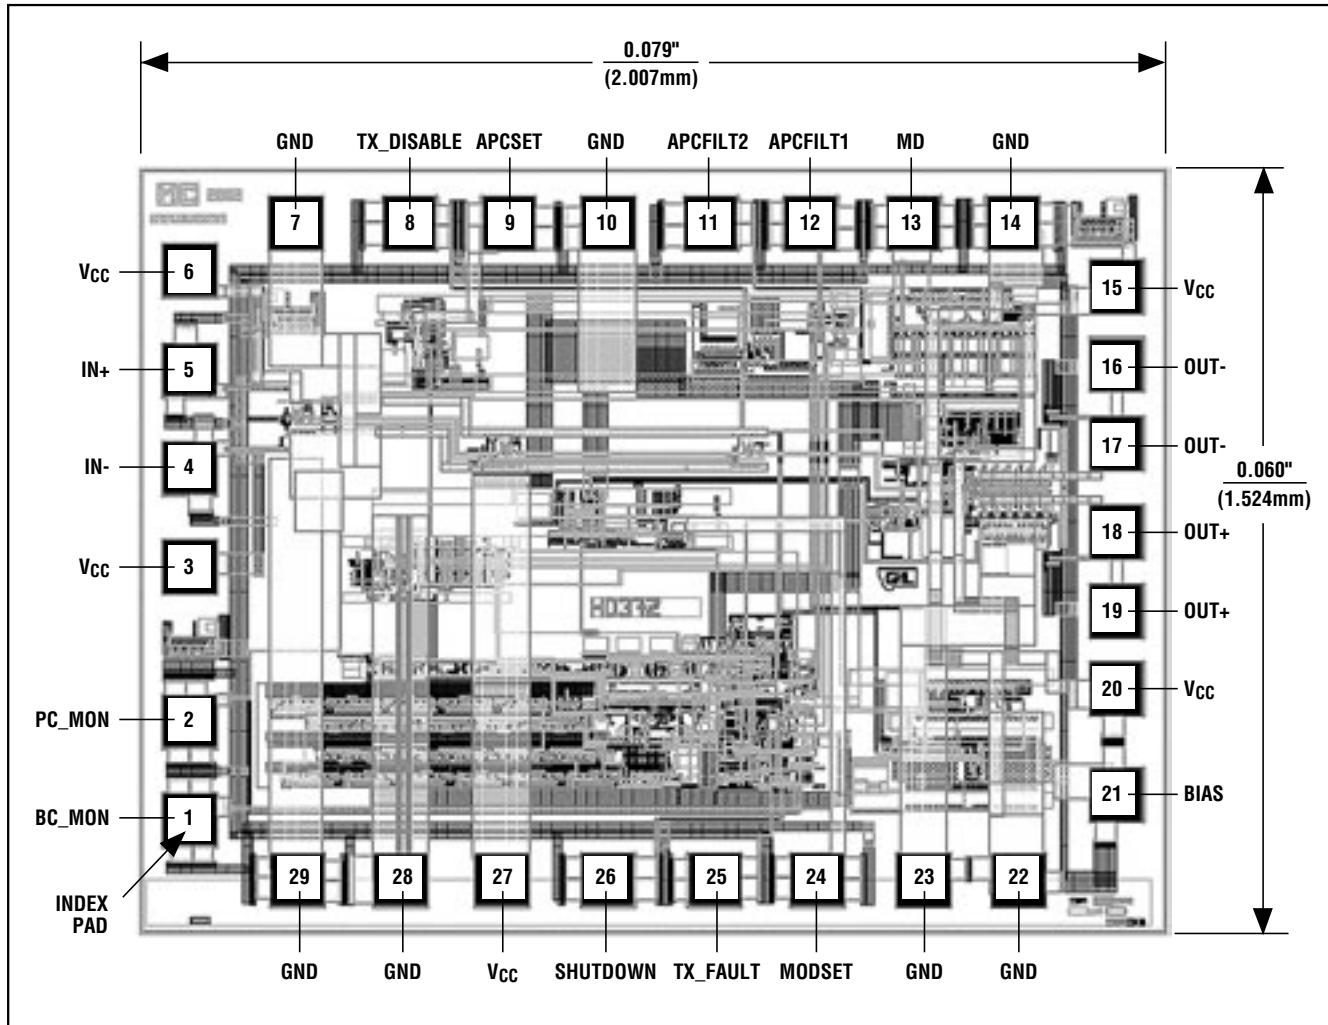 0.079"
(2.007mm)
GND TX_DISABLE APCSET GND APCFILT2 APCFILT1 MD GND
7 8 9 10 11 12 13 14
VCC 6
15 VCC
IN+ 5
16 OUT-
IN- 4
17 OUT-
0.060"
(1.524mm)
18 OUT+
VCC 3
HD37Z
19 OUT+
20 VCC
PC_MON 2
21 BIAS
BC_MON 1
INDEX
PAD
29 28 27 26 25 24 23 22
GND GND VCC SHUTDOWN TX_FAULT MODSET GND GND